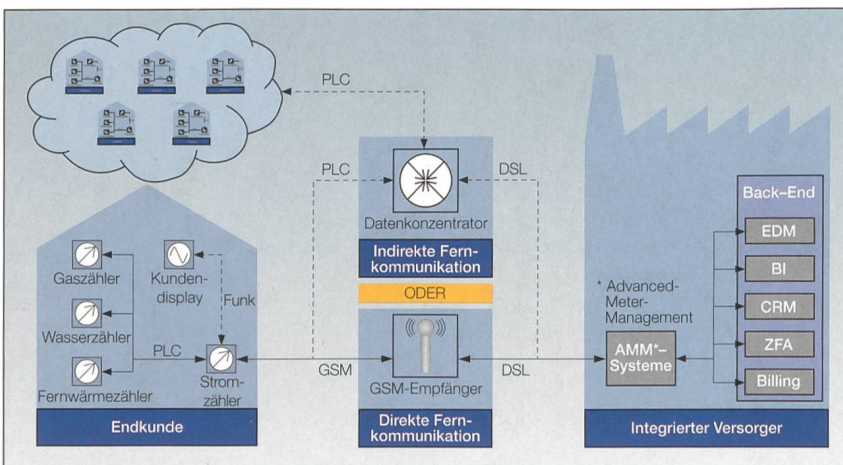 PLC
PLC
DSL
Datenkonzentrator
Indirekte Fern-
kommunikation
ODER
GSM
GSM-Empfänger
DSL
Direkte Fern-
kommunikation
Gaszähler
Kunden-
display
Funk
Wasserzähler
PLC
Fernwärmezähler
Strom-
zähler
Endkunde
* Advanced-
Meter-
Management
AMM*-
Systeme
Back-End
EDM
BI
CRM
ZFA
Billing
Integrierter Versorger